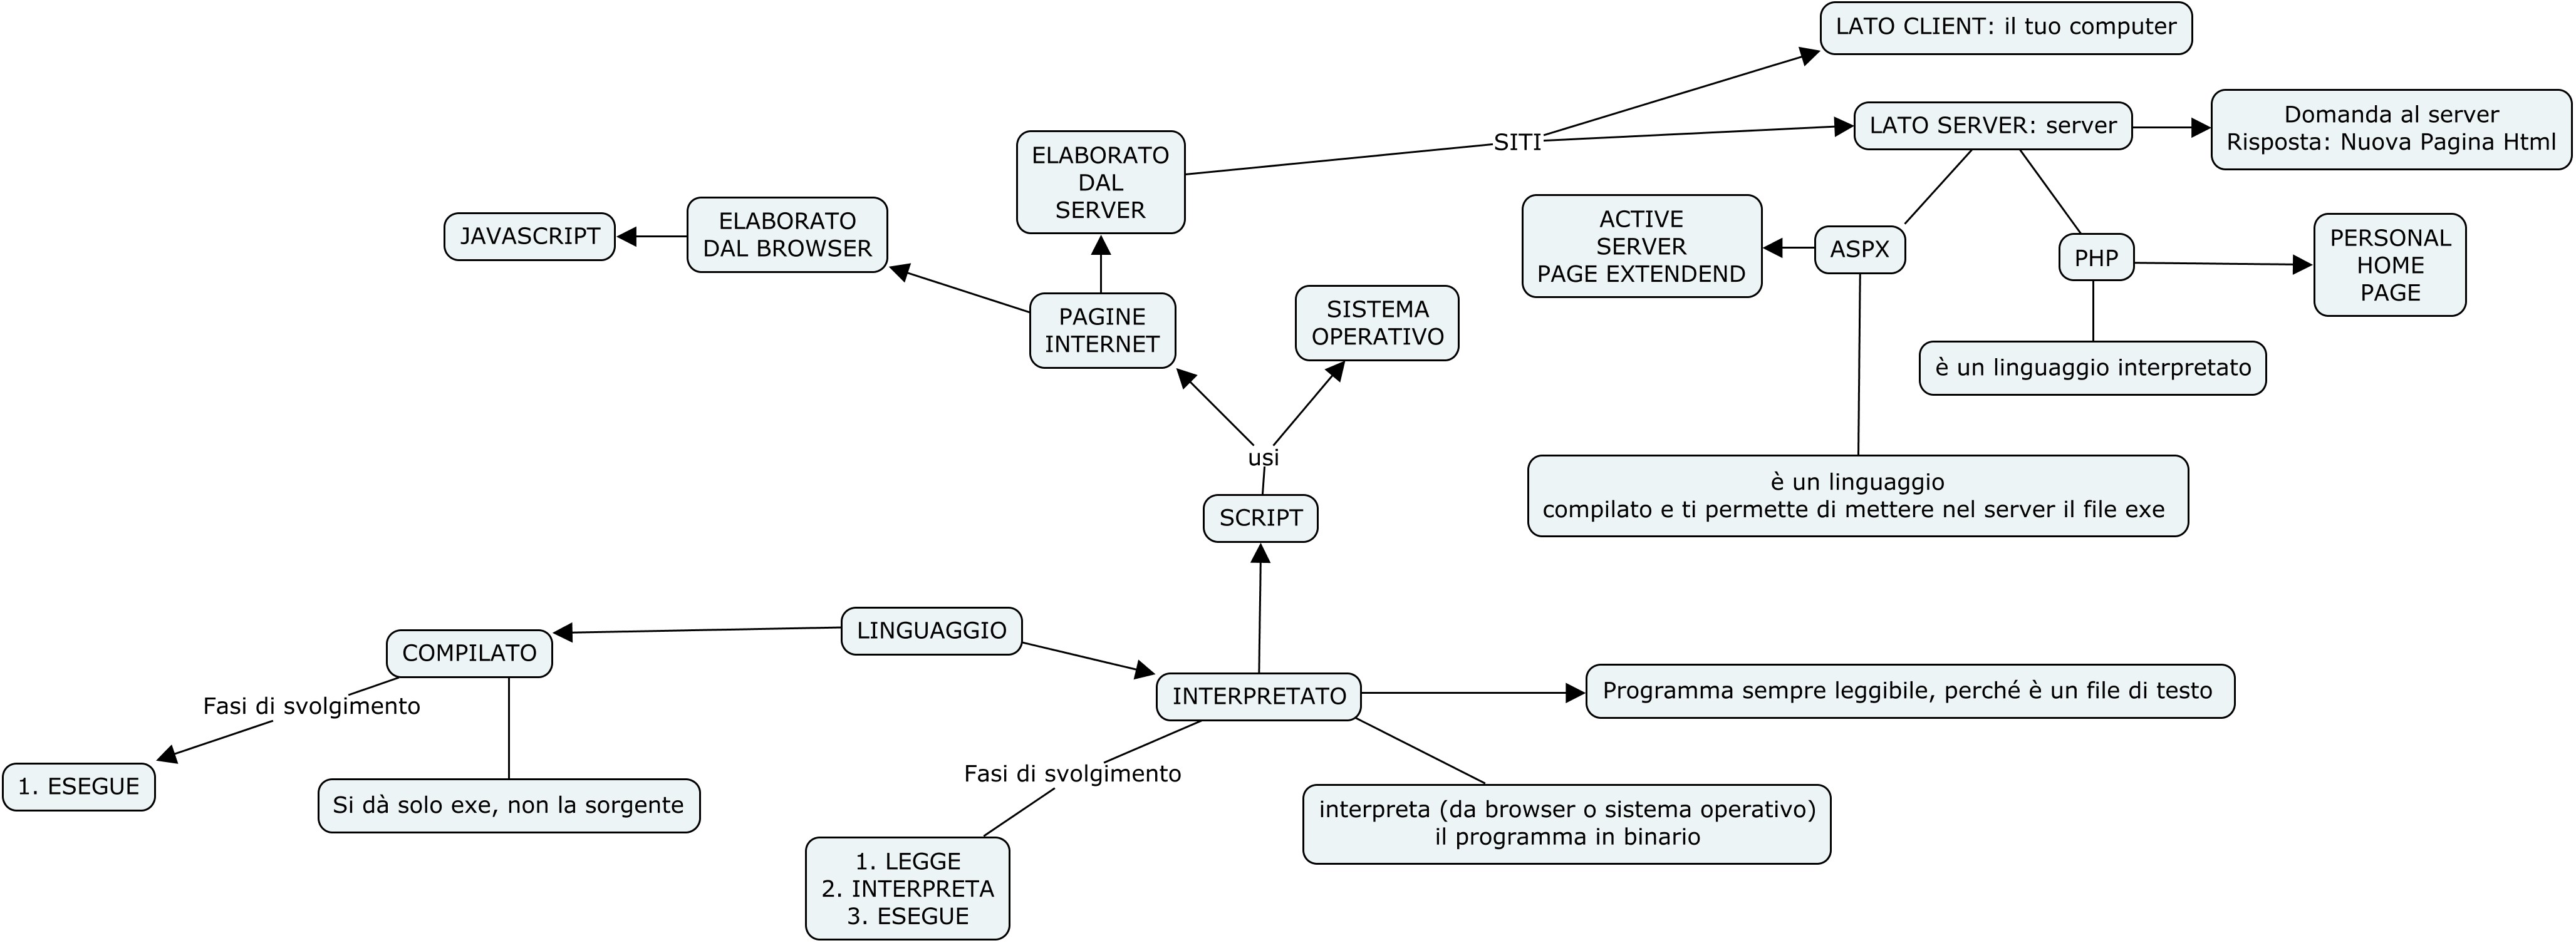 LATO CLIENT: il tuo computer
LATO SERVER: server
Domanda al server
Risposta: Nuova Pagina Html
SITI
ELABORATO
DAL
SERVER
ELABORATO
DAL BROWSER
JAVASCRIPT
ACTIVE
SERVER
PAGE EXTENDEND
ASPX
PHP
PERSONAL
HOME
PAGE
PAGINE
INTERNET
SISTEMA
OPERATIVO
è un linguaggio interpretato
usi
è un linguaggio
compilato e ti permette di mettere nel server il file exe
SCRIPT
LINGUAGGIO
COMPILATO
INTERPRETATO
Programma sempre leggibile, perché è un file di testo
Fasi di svolgimento
1. ESEGUE
Si dà solo exe, non la sorgente
Fasi di svolgimento
interpreta (da browser o sistema operativo)
il programma in binario
1. LEGGE
2. INTERPRETA
3. ESEGUE